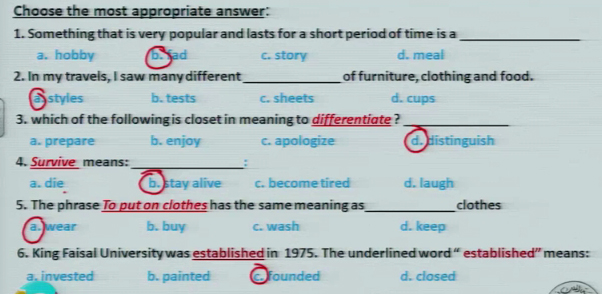 Choose the most appropriate answer:
1. Something that is very popular and lasts for a short period of time is a ____________
a. hobby b. fad c. story d. meal
2. In my travels, I saw many different __________ of furniture, clothing and food.
a. styles b. tests c. sheets d. cups
3. which of the following is closet in meaning to differentiate ? __________
a. prepare b. enjoy c. apologize d. distinguish
4. Survive means: __________ :
a. die b. stay alive c. become tired d. laugh
5. The phrase To put on clothes has the same meaning as __________ clothes
a. wear b. buy c. wash d. keep
6. King Faisal University was established in 1975. The underlined word " established" means:
a. invested b. painted c. founded d. closed